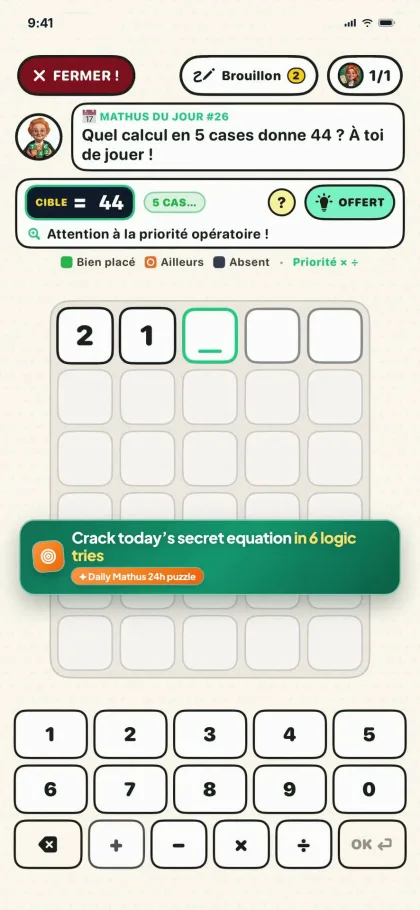 9:41
FERMER !
Brouillon 2
1/1
MATHUS DU JOUR #26
Quel calcul en 5 cases donne 44 ? À toi
de jouer !
CIBLE = 44
5 CAS...
?
OFFERT
Attention à la priorité opératoire !
Bien placé
Ailleurs
Absent
· Priorité × ÷
2 1 _
Crack today's secret equation in 6 logic
tries
Daily Mathus 24h puzzle
1 2 3 4 5
6 7 8 9 0
+ − × ÷ OK